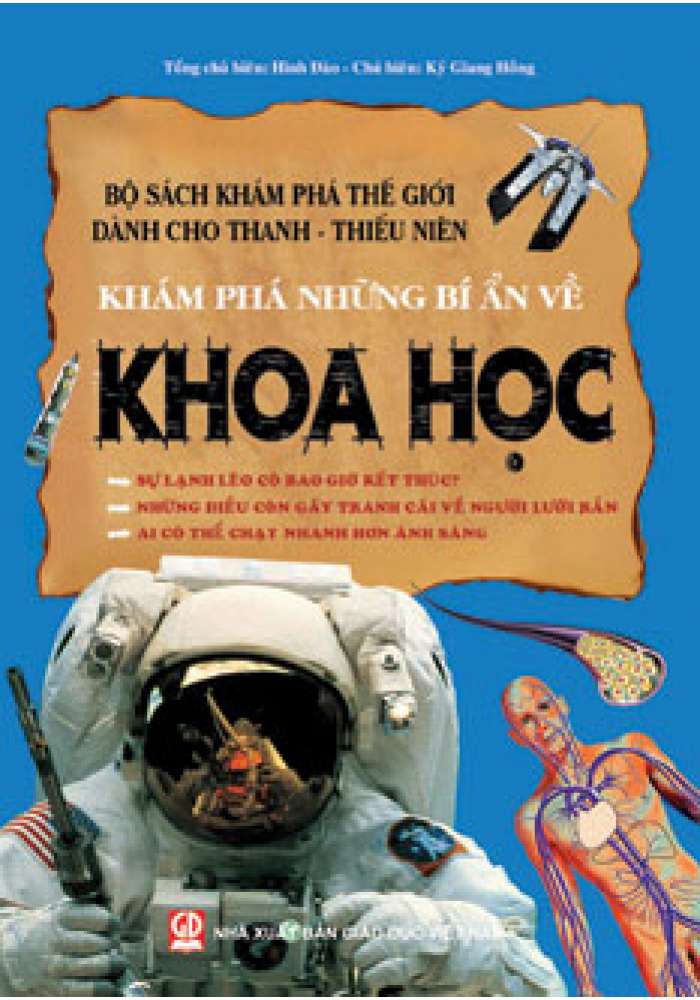 Tổng chủ biên: Hình Đào - Chủ biên: Kỷ Giang Hồng
BỘ SÁCH KHÁM PHÁ THẾ GIỚI
DÀNH CHO THANH - THIẾU NIÊN
KHÁM PHÁ NHỮNG BÍ ẨN VỀ
KHOA HỌC
SỰ LẠNH LẼO CÓ BAO GIỜ KẾT THÚC?
NHỮNG ĐIỀU CÒN GÂY TRANH CÃI VỀ NGƯỜI LƯỠI RẮN
AI CÓ THỂ CHẠY NHANH HƠN ÁNH SÁNG
GD
NHÀ XUẤT BẢN GIÁO DỤC VIỆT NAM